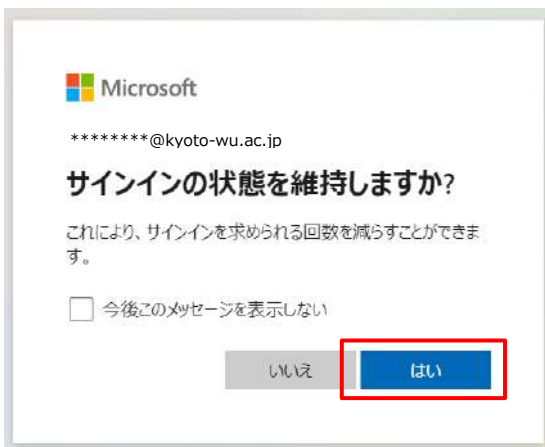 Microsoft
********@kyoto-wu.ac.jp
サインインの状態を維持しますか?
これにより、サインインを求められる回数を減らすことができま
す。
今後このメッセージを表示しない
いいえ はい